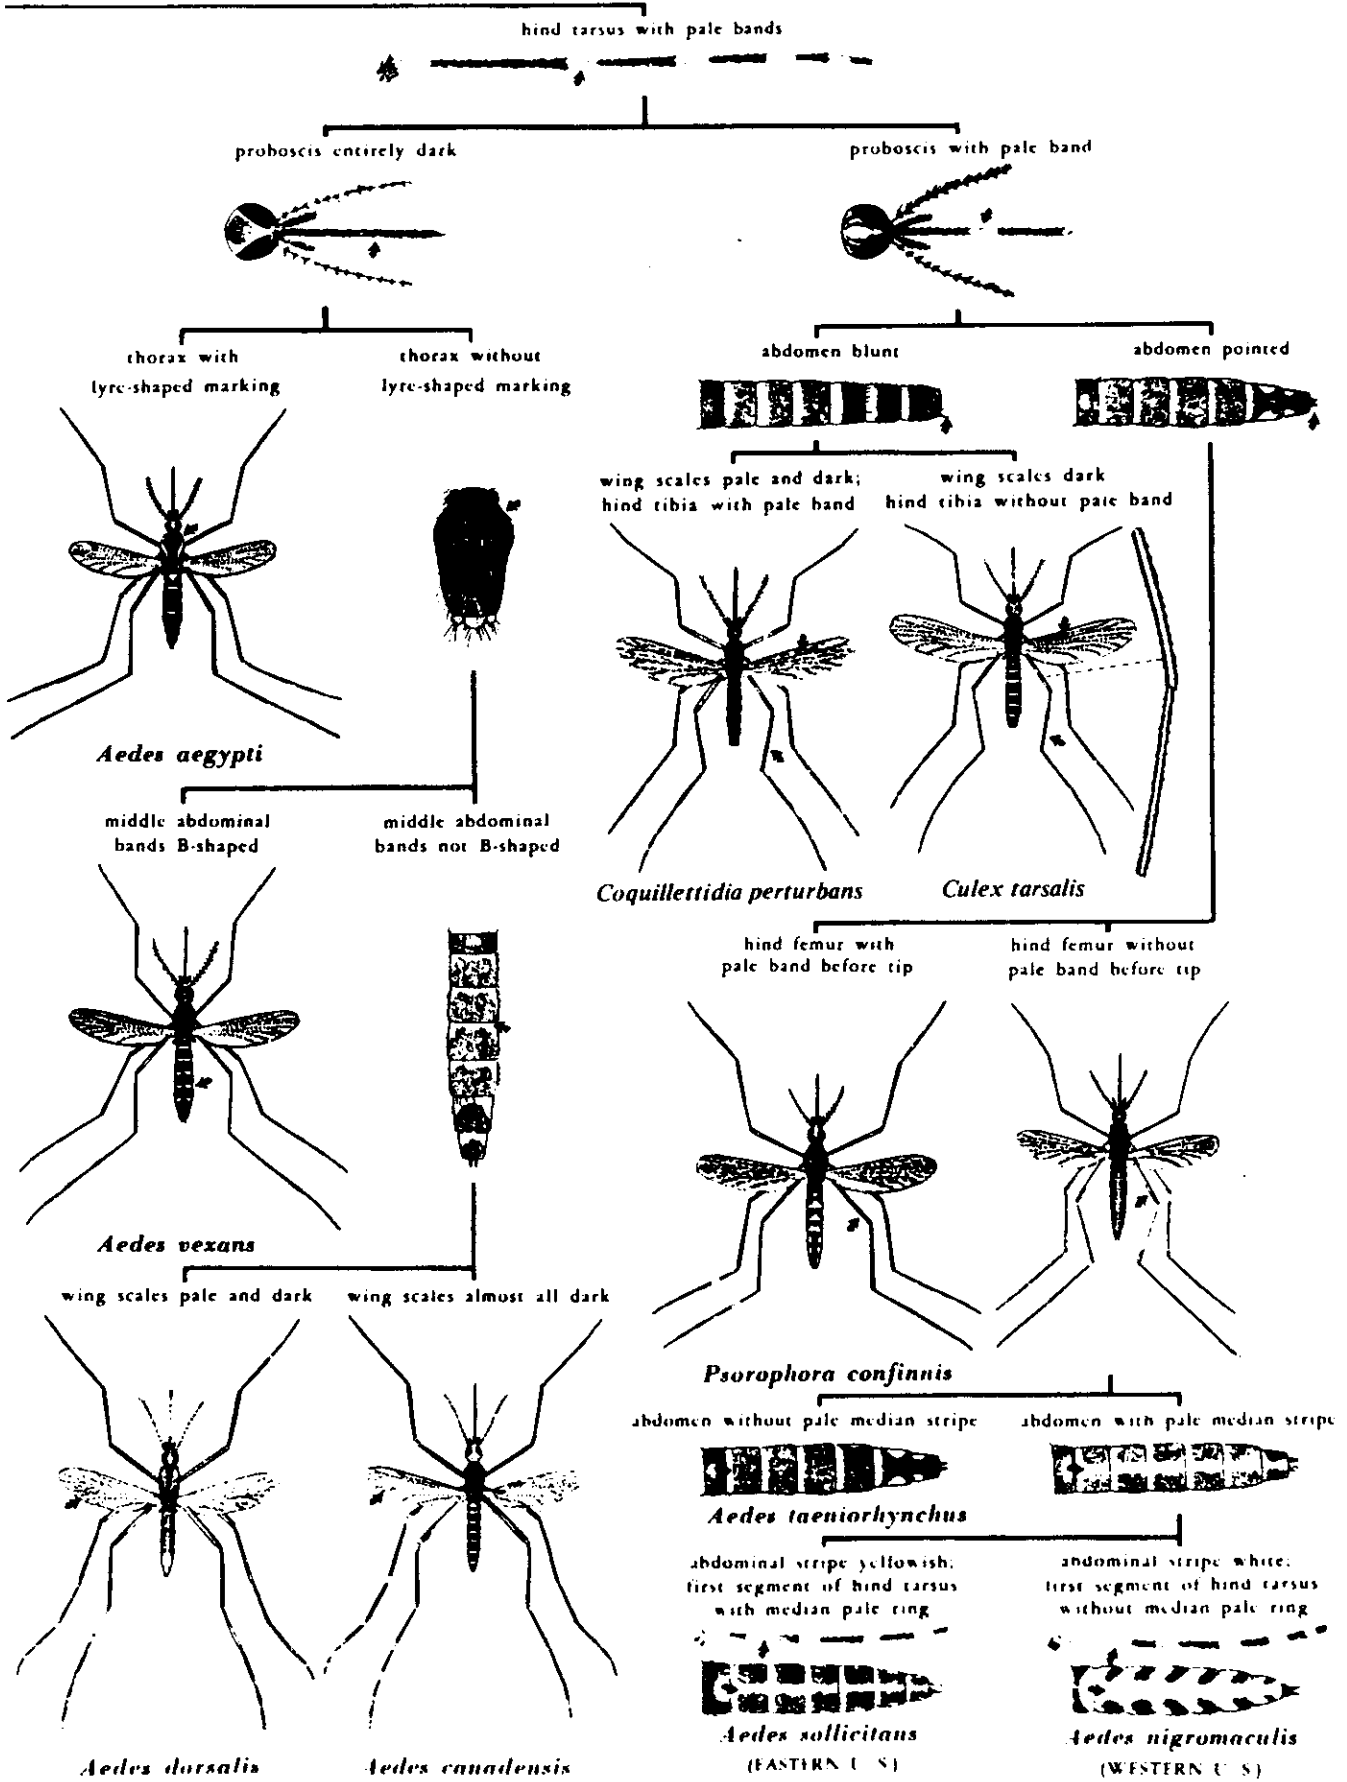 hind tarsus with pale bands
proboscis entirely dark
proboscis with pale band
thorax with
lyre-shaped marking
thorax without
lyre-shaped marking
abdomen blunt
abdomen pointed
wing scales pale and dark;
hind tibia with pale band
wing scales dark
hind tibia without pale band
Aedes aegypti
middle abdominal
bands B-shaped
middle abdominal
bands not B-shaped
Coquillettidia perturbans
Culex tarsalis
hind femur with
pale band before tip
hind femur without
pale band before tip
Aedes vexans
wing scales pale and dark
wing scales almost all dark
Psorophora confinnis
abdomen without pale median stripe
abdomen with pale median stripe
Aedes taeniorhynchus
abdominal stripe yellowish;
first segment of hind tarsus
with median pale ring
abdominal stripe white;
first segment of hind tarsus
without median pale ring
Aedes sollicitans
(EASTERN U S)
Aedes nigromaculis
(WESTERN U S)
Aedes dorsalis
Aedes canadensis